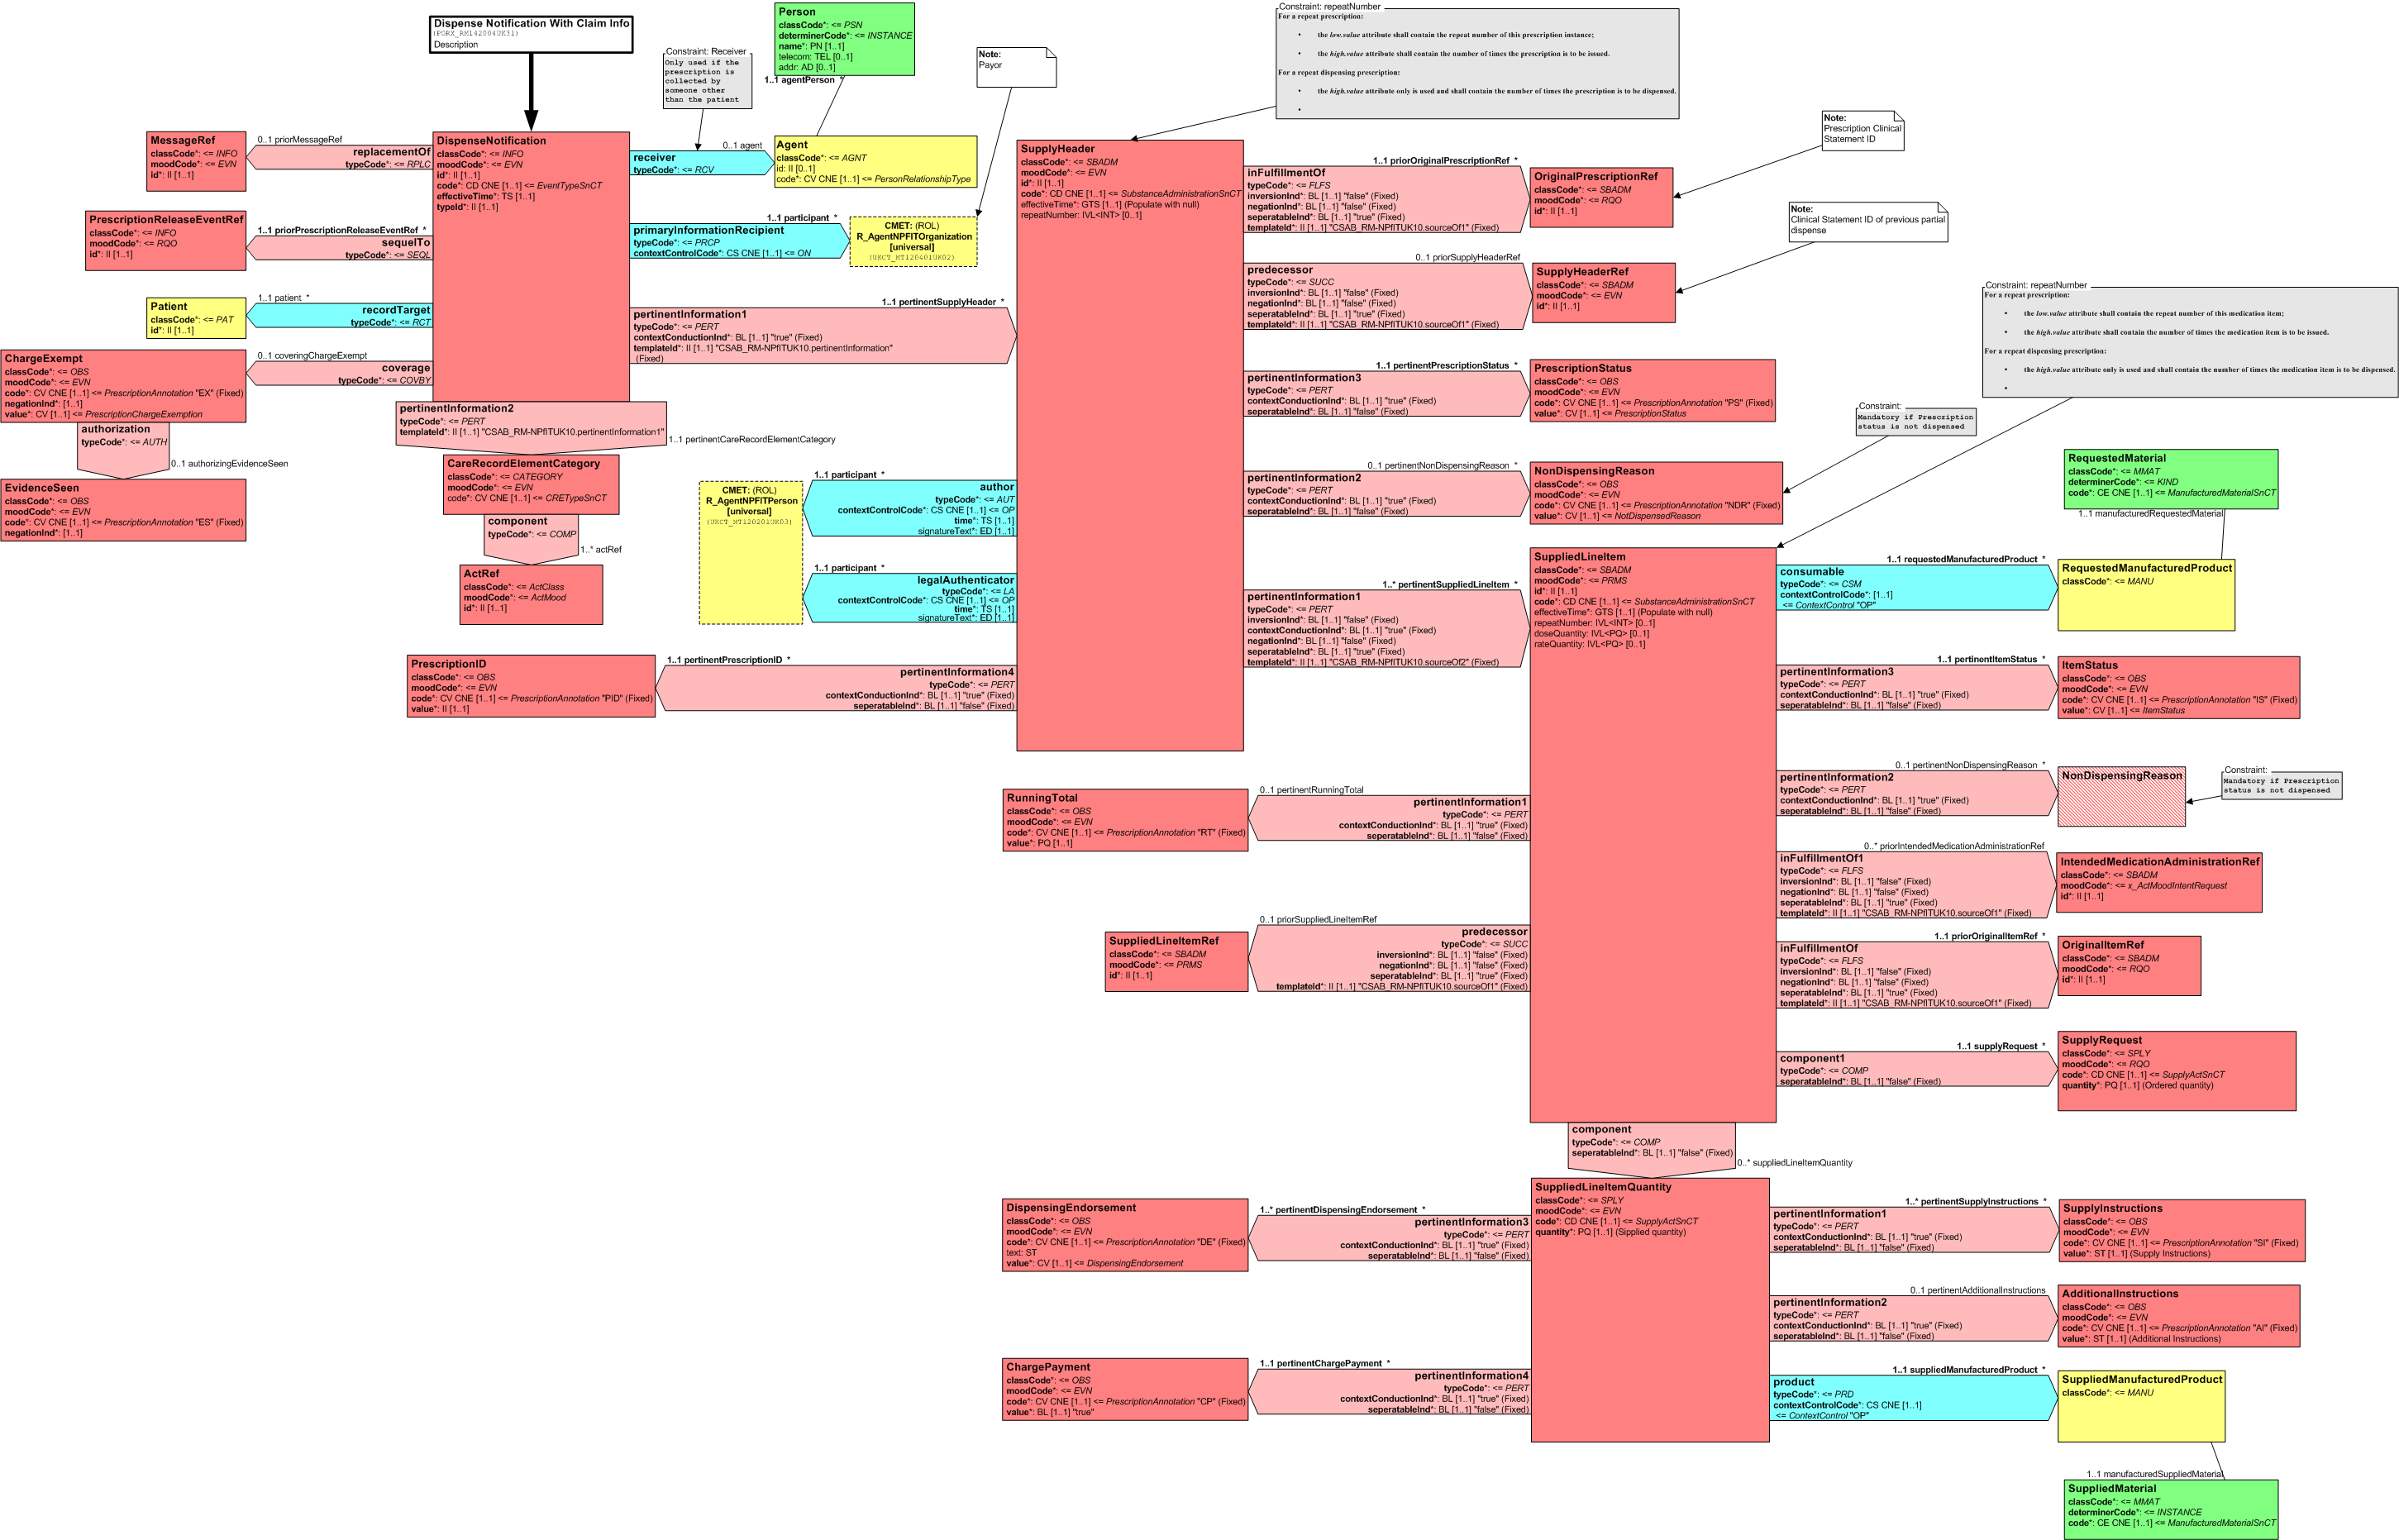 Dispense Notification With Claim Info
(PORX_RM142004UK31)
Description
Constraint: Receiver
Only used if the
prescription is
collected by
someone other
than the patient
Person
classCode*: <= PSN
determinerCode*: <= INSTANCE
name*: PN [1..1]
telecom: TEL [0..1]
addr: AD [0..1]
1..1 agentPerson *
Note:
Payor
Constraint: repeatNumber
For a repeat prescription:
• the low.value attribute shall contain the repeat number of this prescription instance;
• the high.value attribute shall contain the number of times the prescription is to be issued.
For a repeat dispensing prescription:
• the high.value attribute only is used and shall contain the number of times the prescription is to be dispensed.
•
Note:
Prescription Clinical
Statement ID
Note:
Clinical Statement ID of previous partial
dispense
Constraint: repeatNumber
For a repeat prescription:
• the low.value attribute shall contain the repeat number of this medication item;
• the high.value attribute shall contain the number of times the medication item is to be issued.
For a repeat dispensing prescription:
• the high.value attribute only is used and shall contain the number of times the medication item is to be dispensed.
•
MessageRef
classCode*: <= INFO
moodCode*: <= EVN
id*: II [1..1]
0..1 priorMessageRef
replacementOf
typeCode*: <= RPLC
DispenseNotification
classCode*: <= INFO
moodCode*: <= EVN
id*: II [1..1]
code*: CD CNE [1..1] <= EventTypeSnCT
effectiveTime*: TS [1..1]
typeId*: II [1..1]
0..1 agent
receiver
typeCode*: <= RCV
Agent
classCode*: <= AGNT
id: II [0..1]
code*: CV CNE [1..1] <= PersonRelationshipType
PrescriptionReleaseEventRef
classCode*: <= INFO
moodCode*: <= RQO
id*: II [1..1]
1..1 priorPrescriptionReleaseEventRef *
sequelTo
typeCode*: <= SEQL
1..1 participant *
primaryInformationRecipient
typeCode*: <= PRCP
contextControlCode*: CS CNE [1..1] <= ON
CMET: (ROL)
R_AgentNPFITOrganization
[universal]
(UKCT_MT120401UK02)
Patient
classCode*: <= PAT
id*: II [1..1]
1..1 patient *
recordTarget
typeCode*: <= RCT
1..1 pertinentSupplyHeader *
pertinentInformation1
typeCode*: <= PERT
contextConductionInd*: BL [1..1] "true" (Fixed)
templateId*: II [1..1] "CSAB_RM-NPfITUK10.pertinentInformation"
(Fixed)
ChargeExempt
classCode*: <= OBS
moodCode*: <= EVN
code*: CV CNE [1..1] <= PrescriptionAnnotation "EX" (Fixed)
negationInd*: [1..1]
value*: CV [1..1] <= PrescriptionChargeExemption
0..1 coveringChargeExempt
coverage
typeCode*: <= COVBY
authorization
typeCode*: <= AUTH
0..1 authorizingEvidenceSeen
EvidenceSeen
classCode*: <= OBS
moodCode*: <= EVN
code*: CV CNE [1..1] <= PrescriptionAnnotation "ES" (Fixed)
negationInd*: [1..1]
pertinentInformation2
typeCode*: <= PERT
templateId*: II [1..1] "CSAB_RM-NPfITUK10.pertinentInformation1"
1..1 pertinentCareRecordElementCategory
CareRecordElementCategory
classCode*: <= CATEGORY
moodCode*: <= EVN
code*: CV CNE [1..1] <= CRETypeSnCT
component
typeCode*: <= COMP
1..* actRef
ActRef
classCode*: <= ActClass
moodCode*: <= ActMood
id*: II [1..1]
SupplyHeader
classCode*: <= SBADM
moodCode*: <= EVN
id*: II [1..1]
code*: CD CNE [1..1] <= SubstanceAdministrationSnCT
effectiveTime*: GTS [1..1] (Populate with null)
repeatNumber: IVL<INT> [0..1]
1..1 participant *
author
typeCode*: <= AUT
contextControlCode*: CS CNE [1..1] <= OP
time*: TS [1..1]
signatureText*: ED [1..1]
CMET: (ROL)
R_AgentNPFITPerson
[universal]
(UKCT_MT120201UK03)
1..1 participant *
legalAuthenticator
typeCode*: <= LA
contextControlCode*: CS CNE [1..1] <= OP
time*: TS [1..1]
signatureText*: ED [1..1]
PrescriptionID
classCode*: <= OBS
moodCode*: <= EVN
code*: CV CNE [1..1] <= PrescriptionAnnotation "PID" (Fixed)
value*: II [1..1]
1..1 pertinentPrescriptionID *
pertinentInformation4
typeCode*: <= PERT
contextConductionInd*: BL [1..1] "true" (Fixed)
seperatableInd*: BL [1..1] "false" (Fixed)
1..1 priorOriginalPrescriptionRef *
inFulfillmentOf
typeCode*: <= FLFS
inversionInd*: BL [1..1] "false" (Fixed)
negationInd*: BL [1..1] "false" (Fixed)
seperatableInd*: BL [1..1] "true" (Fixed)
templateId*: II [1..1] "CSAB_RM-NPfITUK10.sourceOf1" (Fixed)
OriginalPrescriptionRef
classCode*: <= SBADM
moodCode*: <= RQO
id*: II [1..1]
0..1 priorSupplyHeaderRef
predecessor
typeCode*: <= SUCC
inversionInd*: BL [1..1] "false" (Fixed)
negationInd*: BL [1..1] "false" (Fixed)
seperatableInd*: BL [1..1] "true" (Fixed)
templateId*: II [1..1] "CSAB_RM-NPfITUK10.sourceOf1" (Fixed)
SupplyHeaderRef
classCode*: <= SBADM
moodCode*: <= EVN
id*: II [1..1]
1..1 pertinentPrescriptionStatus *
pertinentInformation3
typeCode*: <= PERT
contextConductionInd*: BL [1..1] "true" (Fixed)
seperatableInd*: BL [1..1] "false" (Fixed)
PrescriptionStatus
classCode*: <= OBS
moodCode*: <= EVN
code*: CV CNE [1..1] <= PrescriptionAnnotation "PS" (Fixed)
value*: CV [1..1] <= PrescriptionStatus
Constraint:
Mandatory if Prescription
status is not dispensed
0..1 pertinentNonDispensingReason *
pertinentInformation2
typeCode*: <= PERT
contextConductionInd*: BL [1..1] "true" (Fixed)
seperatableInd*: BL [1..1] "false" (Fixed)
NonDispensingReason
classCode*: <= OBS
moodCode*: <= EVN
code*: CV CNE [1..1] <= PrescriptionAnnotation "NDR" (Fixed)
value*: CV [1..1] <= NotDispensedReason
1..* pertinentSuppliedLineItem *
pertinentInformation1
typeCode*: <= PERT
inversionInd*: BL [1..1] "false" (Fixed)
contextConductionInd*: BL [1..1] "true" (Fixed)
negationInd*: BL [1..1] "false" (Fixed)
seperatableInd*: BL [1..1] "true" (Fixed)
templateId*: II [1..1] "CSAB_RM-NPfITUK10.sourceOf2" (Fixed)
SuppliedLineItem
classCode*: <= SBADM
moodCode*: <= PRMS
id*: II [1..1]
code*: CD CNE [1..1] <= SubstanceAdministrationSnCT
effectiveTime*: GTS [1..1] (Populate with null)
repeatNumber: IVL<INT> [0..1]
doseQuantity: IVL<PQ> [0..1]
rateQuantity: IVL<PQ> [0..1]
RequestedMaterial
classCode*: <= MMAT
determinerCode*: <= KIND
code*: CE CNE [1..1] <= ManufacturedMaterialSnCT
1..1 manufacturedRequestedMaterial
1..1 requestedManufacturedProduct *
consumable
typeCode*: <= CSM
contextControlCode*: [1..1]
<= ContextControl "OP"
RequestedManufacturedProduct
classCode*: <= MANU
1..1 pertinentItemStatus *
pertinentInformation3
typeCode*: <= PERT
contextConductionInd*: BL [1..1] "true" (Fixed)
seperatableInd*: BL [1..1] "false" (Fixed)
ItemStatus
classCode*: <= OBS
moodCode*: <= EVN
code*: CV CNE [1..1] <= PrescriptionAnnotation "IS" (Fixed)
value*: CV [1..1] <= ItemStatus
0..1 pertinentNonDispensingReason *
pertinentInformation2
typeCode*: <= PERT
contextConductionInd*: BL [1..1] "true" (Fixed)
seperatableInd*: BL [1..1] "false" (Fixed)
NonDispensingReason
Constraint:
Mandatory if Prescription
status is not dispensed
RunningTotal
classCode*: <= OBS
moodCode*: <= EVN
code*: CV CNE [1..1] <= PrescriptionAnnotation "RT" (Fixed)
value*: PQ [1..1]
0..1 pertinentRunningTotal
pertinentInformation1
typeCode*: <= PERT
contextConductionInd*: BL [1..1] "true" (Fixed)
seperatableInd*: BL [1..1] "false" (Fixed)
0..* priorIntendedMedicationAdministrationRef
inFulfillmentOf1
typeCode*: <= FLFS
inversionInd*: BL [1..1] "false" (Fixed)
negationInd*: BL [1..1] "false" (Fixed)
seperatableInd*: BL [1..1] "true" (Fixed)
templateId*: II [1..1] "CSAB_RM-NPfITUK10.sourceOf1" (Fixed)
IntendedMedicationAdministrationRef
classCode*: <= SBADM
moodCode*: <= x_ActMoodIntentRequest
id*: II [1..1]
SuppliedLineItemRef
classCode*: <= SBADM
moodCode*: <= PRMS
id*: II [1..1]
0..1 priorSuppliedLineItemRef
predecessor
typeCode*: <= SUCC
inversionInd*: BL [1..1] "false" (Fixed)
negationInd*: BL [1..1] "false" (Fixed)
seperatableInd*: BL [1..1] "true" (Fixed)
templateId*: II [1..1] "CSAB_RM-NPfITUK10.sourceOf1" (Fixed)
1..1 priorOriginalItemRef *
inFulfillmentOf
typeCode*: <= FLFS
inversionInd*: BL [1..1] "false" (Fixed)
negationInd*: BL [1..1] "false" (Fixed)
seperatableInd*: BL [1..1] "true" (Fixed)
templateId*: II [1..1] "CSAB_RM-NPfITUK10.sourceOf1" (Fixed)
OriginalItemRef
classCode*: <= SBADM
moodCode*: <= RQO
id*: II [1..1]
1..1 supplyRequest *
component1
typeCode*: <= COMP
seperatableInd*: BL [1..1] "false" (Fixed)
SupplyRequest
classCode*: <= SPLY
moodCode*: <= RQO
code*: CD CNE [1..1] <= SupplyActSnCT
quantity*: PQ [1..1] (Ordered quantity)
component
typeCode*: <= COMP
seperatableInd*: BL [1..1] "false" (Fixed)
0..* suppliedLineItemQuantity
SuppliedLineItemQuantity
classCode*: <= SPLY
moodCode*: <= EVN
code*: CD CNE [1..1] <= SupplyActSnCT
quantity*: PQ [1..1] (Sipplied quantity)
DispensingEndorsement
classCode*: <= OBS
moodCode*: <= EVN
code*: CV CNE [1..1] <= PrescriptionAnnotation "DE" (Fixed)
text: ST
value*: CV [1..1] <= DispensingEndorsement
1..* pertinentDispensingEndorsement *
pertinentInformation3
typeCode*: <= PERT
contextConductionInd*: BL [1..1] "true" (Fixed)
seperatableInd*: BL [1..1] "false" (Fixed)
1..* pertinentSupplyInstructions *
pertinentInformation1
typeCode*: <= PERT
contextConductionInd*: BL [1..1] "true" (Fixed)
seperatableInd*: BL [1..1] "false" (Fixed)
SupplyInstructions
classCode*: <= OBS
moodCode*: <= EVN
code*: CV CNE [1..1] <= PrescriptionAnnotation "SI" (Fixed)
value*: ST [1..1] (Supply Instructions)
0..1 pertinentAdditionalInstructions
pertinentInformation2
typeCode*: <= PERT
contextConductionInd*: BL [1..1] "true" (Fixed)
seperatableInd*: BL [1..1] "false" (Fixed)
AdditionalInstructions
classCode*: <= OBS
moodCode*: <= EVN
code*: CV CNE [1..1] <= PrescriptionAnnotation "AI" (Fixed)
value*: ST [1..1] (Additional Instructions)
ChargePayment
classCode*: <= OBS
moodCode*: <= EVN
code*: CV CNE [1..1] <= PrescriptionAnnotation "CP" (Fixed)
value*: BL [1..1] "true"
1..1 pertinentChargePayment *
pertinentInformation4
typeCode*: <= PERT
contextConductionInd*: BL [1..1] "true" (Fixed)
seperatableInd*: BL [1..1] "false" (Fixed)
1..1 suppliedManufacturedProduct *
product
typeCode*: <= PRD
contextControlCode*: CS CNE [1..1]
<= ContextControl "OP"
SuppliedManufacturedProduct
classCode*: <= MANU
1..1 manufacturedSuppliedMaterial
SuppliedMaterial
classCode*: <= MMAT
determinerCode*: <= INSTANCE
code*: CE CNE [1..1] <= ManufacturedMaterialSnCT